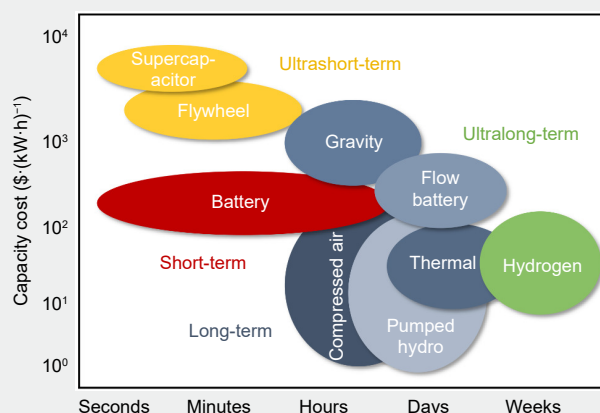 10⁴
Supercap-
acitor
Ultrashort-term
Flywheel
10³
Gravity
Ultralong-term
Flow
battery
Battery
10²
Short-term
Compressed air
Thermal
Hydrogen
10¹
Long-term
Pumped
hydro
10⁰
Capacity cost ($·(kW·h)⁻¹)
Seconds Minutes Hours Days Weeks